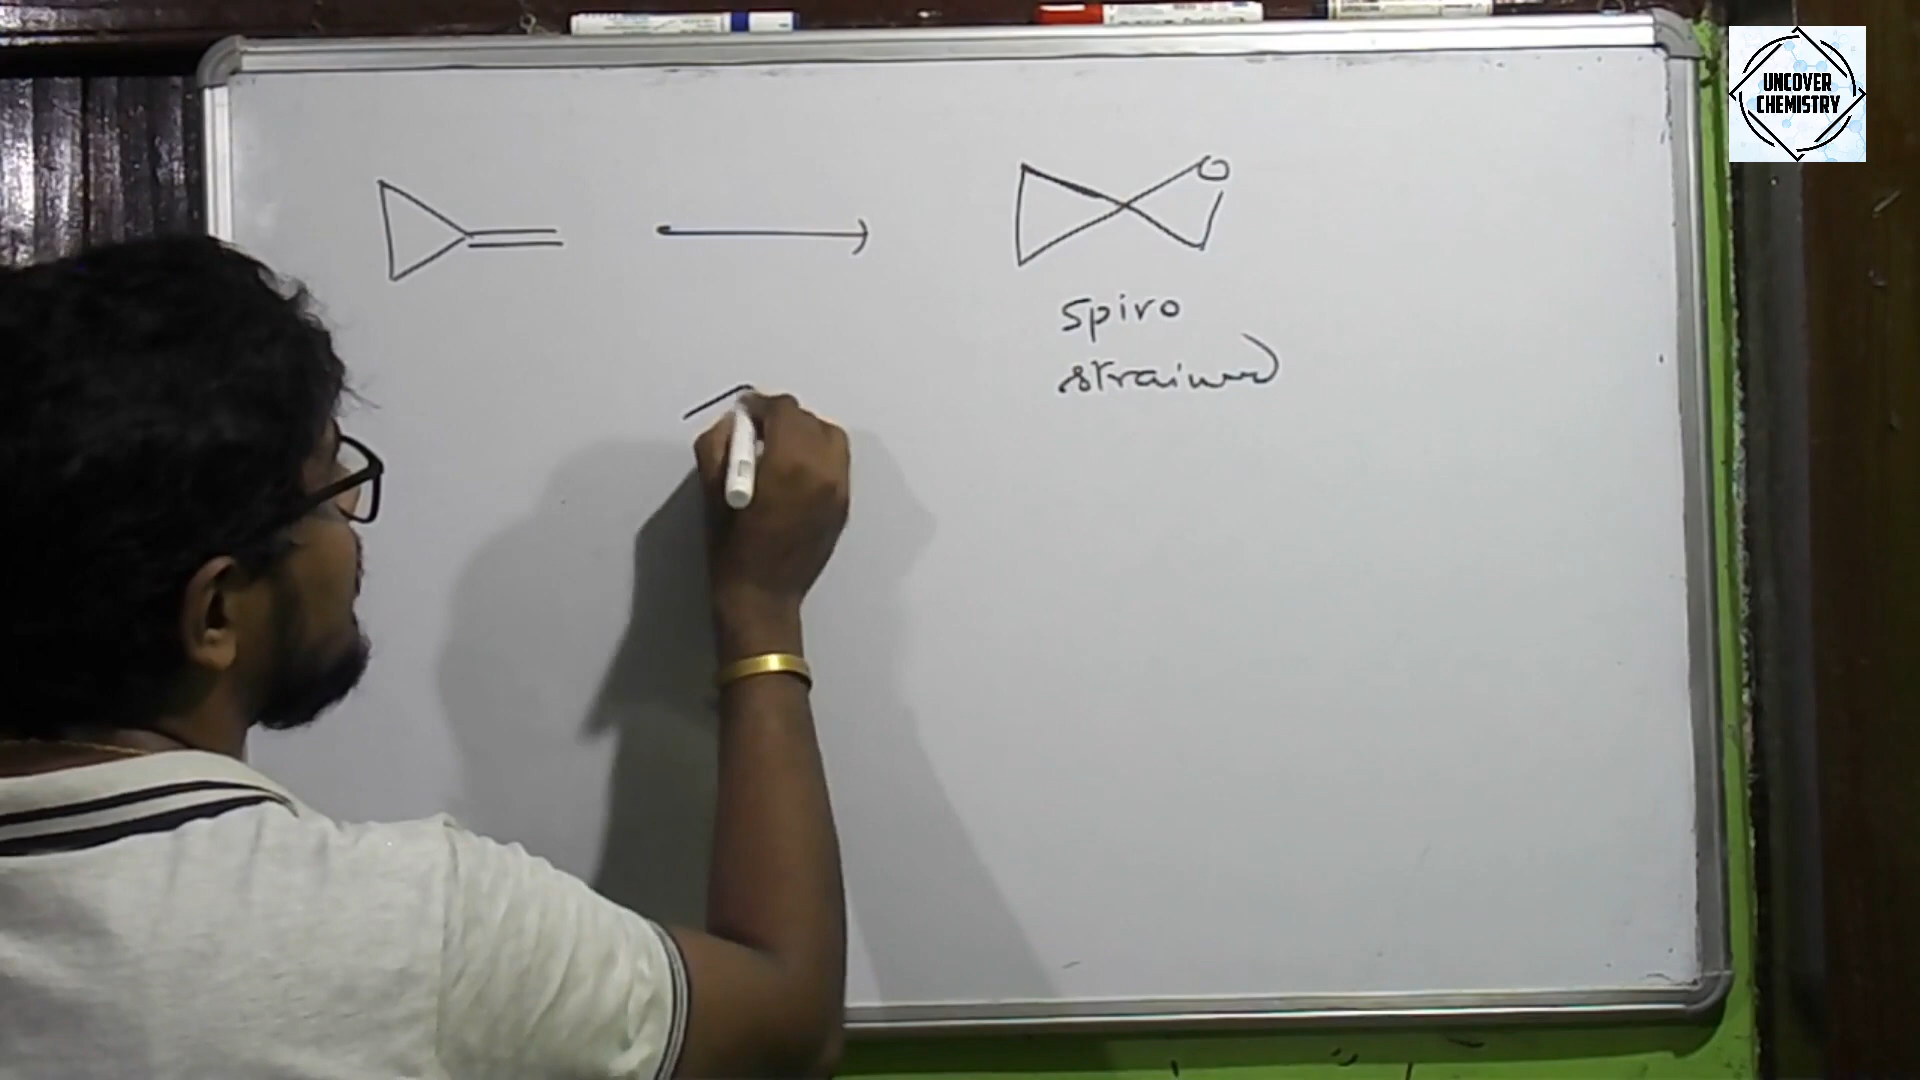 UNCOVER
CHEMISTRY
O
spiro
strained